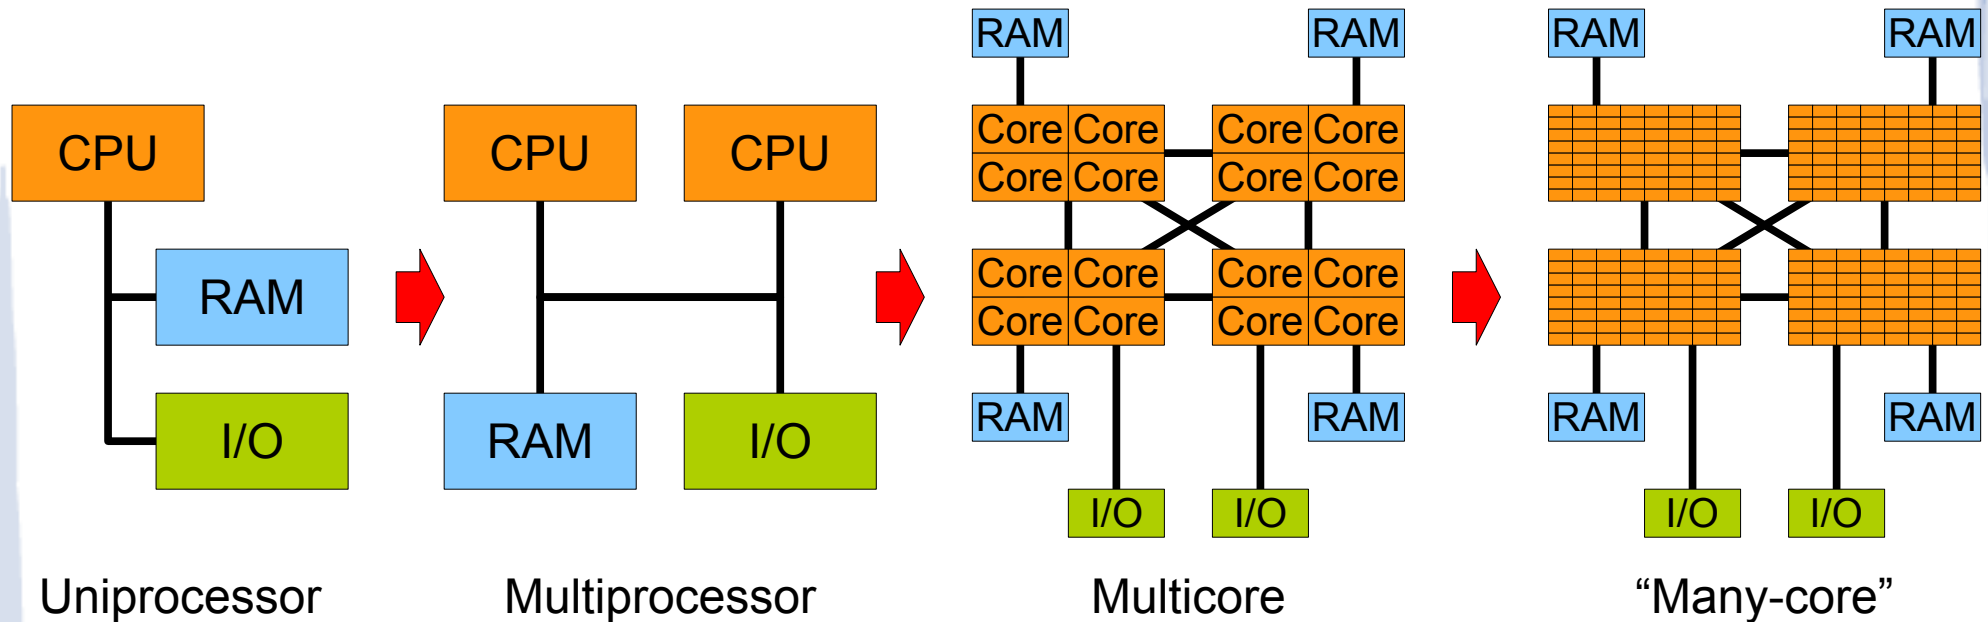 CPU
RAM
I/O
Uniprocessor
CPU CPU
RAM I/O
Multiprocessor
RAM RAM
Core Core Core Core
Core Core Core Core
Core Core Core Core
Core Core Core Core
RAM RAM
I/O I/O
Multicore
RAM RAM
RAM RAM
I/O I/O
“Many-core”